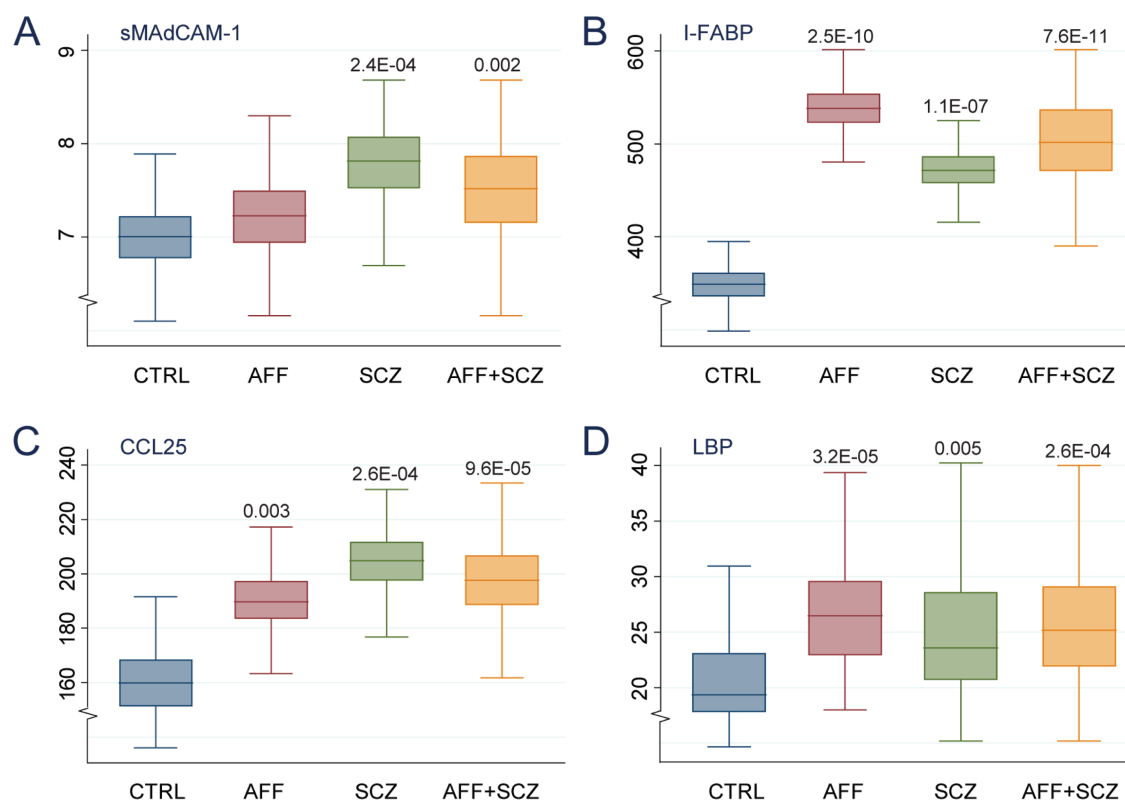 A
sMAdCAM-1
9
8
7
2.4E-04
0.002
CTRL
AFF
SCZ
AFF+SCZ
B
I-FABP
600
500
400
2.5E-10
1.1E-07
7.6E-11
CTRL
AFF
SCZ
AFF+SCZ
C
CCL25
240
220
200
180
160
0.003
2.6E-04
9.6E-05
CTRL
AFF
SCZ
AFF+SCZ
D
LBP
40
35
30
25
20
3.2E-05
0.005
2.6E-04
CTRL
AFF
SCZ
AFF+SCZ